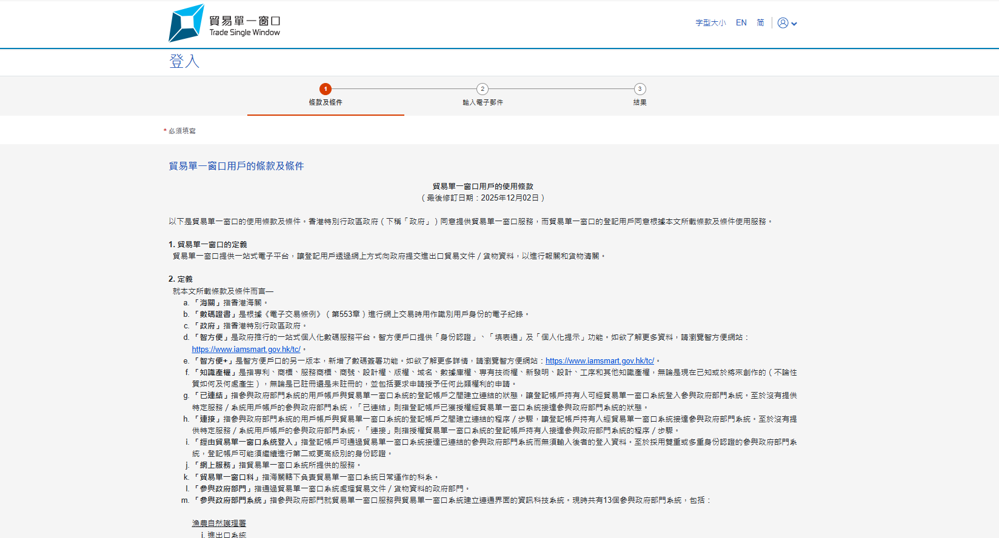 貿易單一窗口
Trade Single Window
字型大小 EN 简
登入
1 2 3
條款及條件 輸入電子郵件 結果
* 必須填寫
貿易單一窗口用戶的條款及條件
貿易單一窗口用戶的使用條款
（最後修訂日期：2025年12月02日）
以下是貿易單一窗口的使用條款及條件。香港特別行政區政府（下稱「政府」）同意提供貿易單一窗口服務，而貿易單一窗口的登記用戶同意根據本文所載條款及條件使用服務。
1. 貿易單一窗口的定義
貿易單一窗口提供一站式電子平台，讓登記用戶透過網上方式向政府提交進出口貿易文件 / 貨物資料，以進行報關和貨物清關。
2. 定義
就本文所載條款及條件而言—
a. 「海關」指香港海關。
b. 「數碼證書」是根據《電子交易條例》（第553章）進行網上交易時用作識別用戶身份的電子紀錄。
c. 「政府」指香港特別行政區政府。
d. 「智方便」是政府推行的一站式個人化數碼服務平台。智方便戶口提供「身份認證」、「填表通」及「個人化提示」功能。如欲了解更多資料，請瀏覽智方便網站：
https://www.iamsmart.gov.hk/tc/。
e. 「智方便+」是智方便戶口的另一版本，新增了數碼簽署功能。如欲了解更多詳情，請瀏覽智方便網站：https://www.iamsmart.gov.hk/tc/。
f. 「知識產權」是指專利、商標、服務商標、商號、設計權、版權、域名、數據庫權、專有技術權、新發明、設計、工序和其他知識產權，無論是現在已知或於將來創作的（不論性
質如何及何處產生），無論是已註冊還是未註冊的，並包括要求申請授予任何此類權利的申請。
g. 「已連結」指參與政府部門系統的用戶帳戶與貿易單一窗口系統的登記帳戶之間建立連結的狀態，讓登記帳戶持有人可經貿易單一窗口系統登入參與政府部門系統。至於沒有提供
特定服務 / 系統用戶帳戶的參與政府部門系統，「已連結」則指登記帳戶已獲授權經貿易單一窗口系統接達參與政府部門系統的狀態。
h. 「連接」指參與政府部門系統的用戶帳戶與貿易單一窗口系統的登記帳戶之間建立連結的程序 / 步驟，讓登記帳戶持有人經貿易單一窗口系統接達參與政府部門系統。至於沒有提
供特定服務 / 系統用戶帳戶的參與政府部門系統，「連接」則指授權貿易單一窗口系統的登記帳戶持有人接達參與政府部門系統的程序 / 步驟。
i. 「經由貿易單一窗口系統登入」指登記帳戶可通過貿易單一窗口系統接達已連結的參與政府部門系統而無須輸入後者的登入資料。至於採用雙重或多重身份認證的參與政府部門系
統，登記帳戶可能須繼續進行第二或更高級別的身份認證。
j. 「網上服務」指貿易單一窗口系統所提供的服務。
k. 「貿易單一窗口科」指海關轄下負責貿易單一窗口系統日常運作的科系。
l. 「參與政府部門」指通過貿易單一窗口系統處理貿易文件 / 貨物資料的政府部門。
m. 「參與政府部門系統」指參與政府部門就貿易單一窗口服務與貿易單一窗口系統建立連通界面的資訊科技系統。現時共有13個參與政府部門系統，包括：
漁農自然護理署
i. 進出口系統